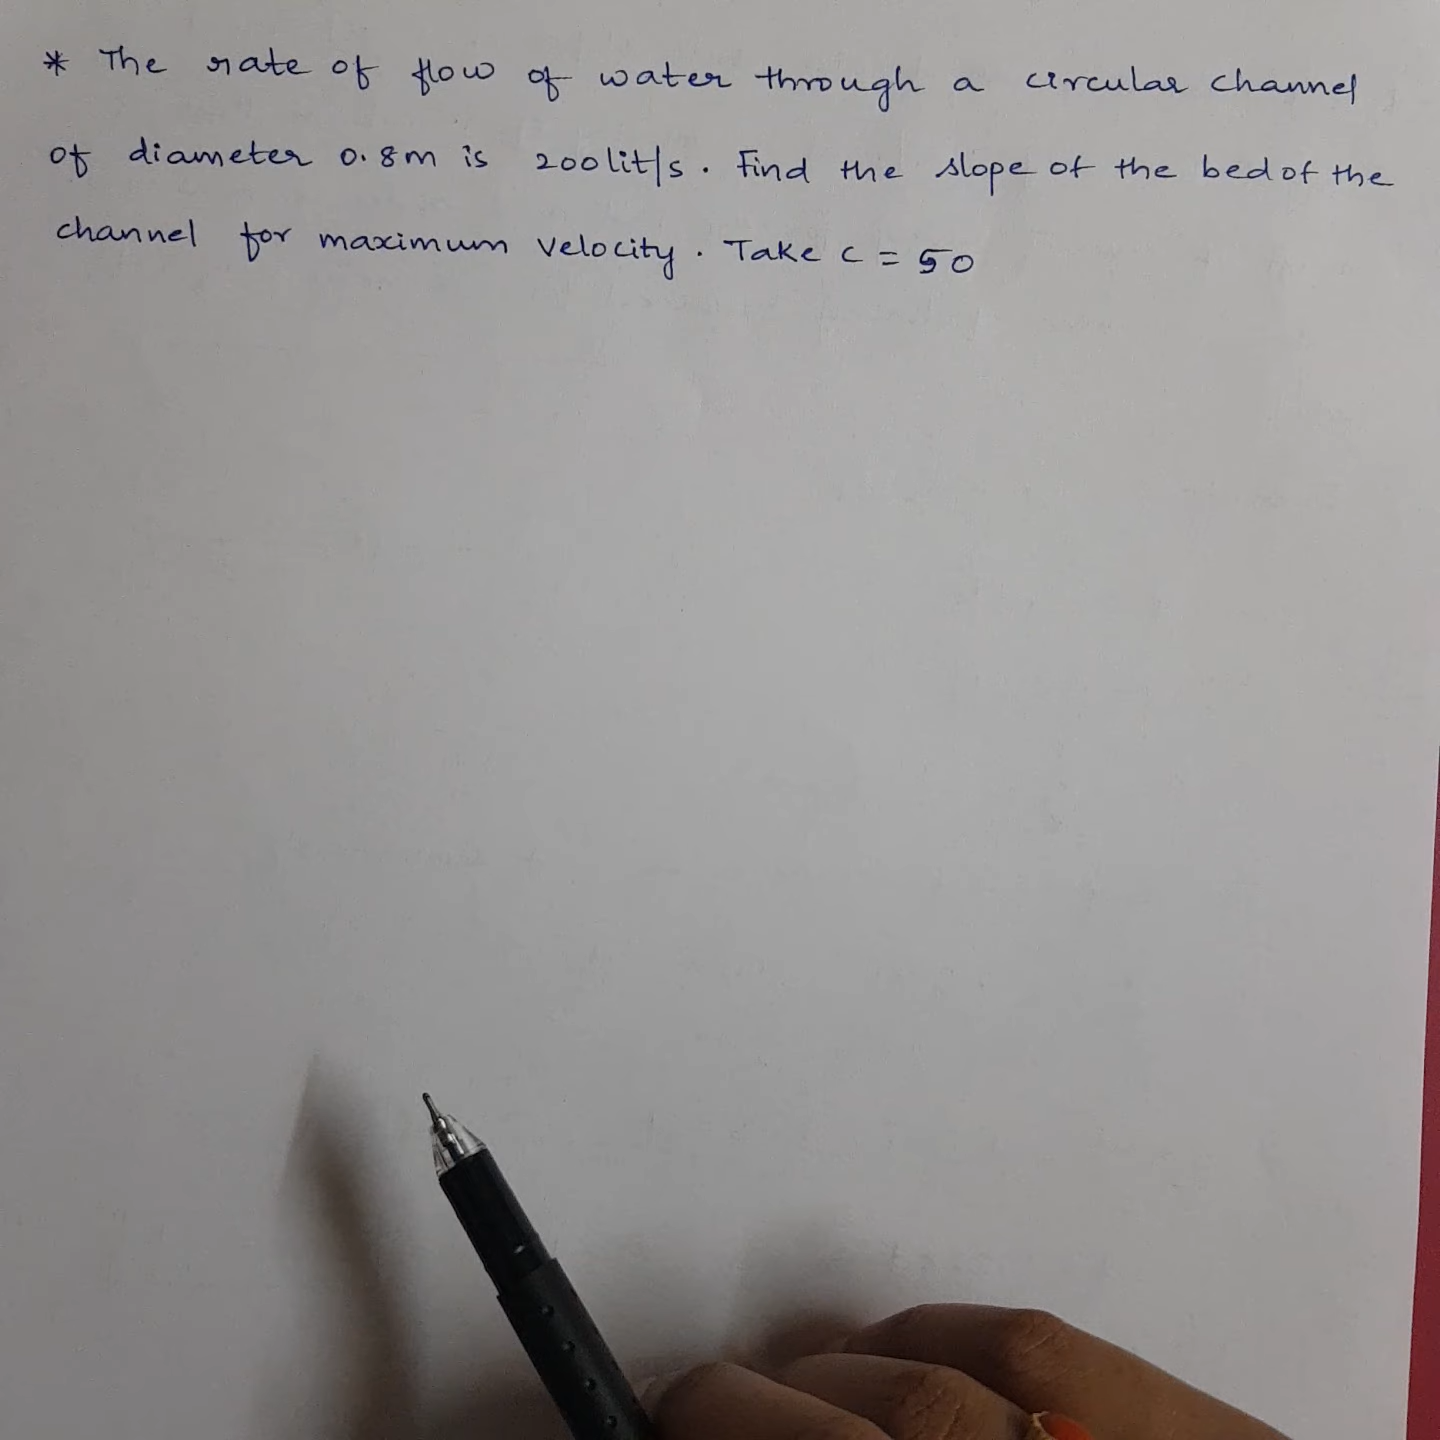 * The rate of flow of water through a circular channel
of diameter 0.8m is 200lit/s. Find the slope of the bed of the
channel for maximum velocity. Take C = 50